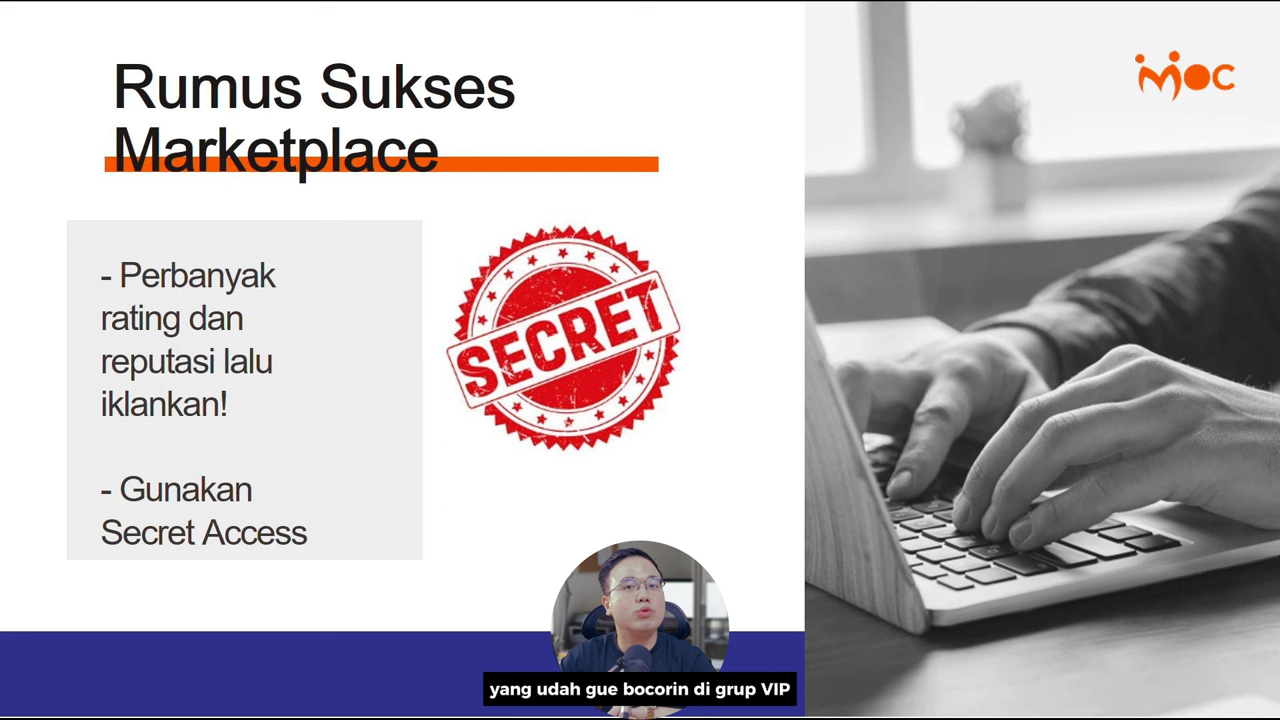 Rumus Sukses
Marketplace
MOC
- Perbanyak
rating dan
reputasi lalu
iklankan!
- Gunakan
Secret Access
SECRET
yang udah gue bocorin di grup VIP